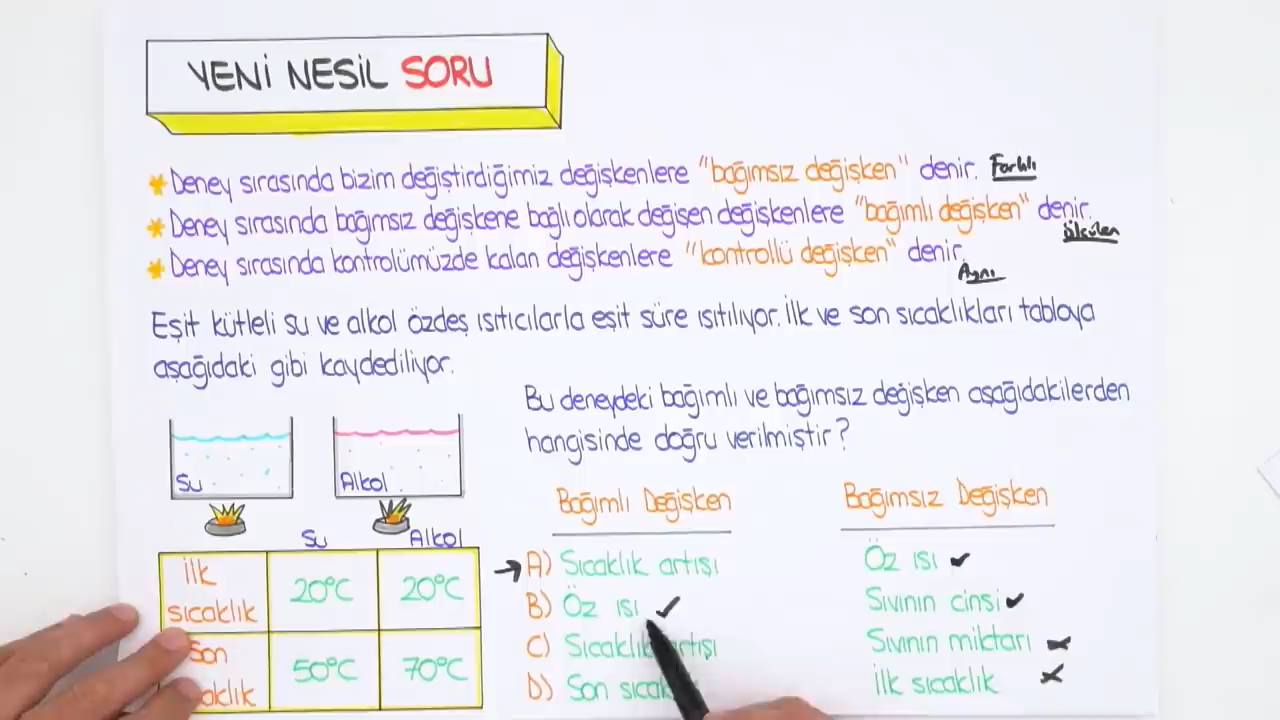 YENİ NESİL SORU
Deney sırasında bizim değiştirdiğimiz değişkenlere "bağımsız değişken" denir. Farklı
Deney sırasında bağımsız değişkene bağlı olarak değişen değişkenlere "bağımlı değişken" denir. ölçülen
Deney sırasında kontrolümüzde kalan değişkenlere "kontrollü değişken" denir. Aynı
Eşit kütleli su ve alkol özdeş ısıtıcılarla eşit süre ısıtılıyor. İlk ve son sıcaklıkları tabloya
aşağıdaki gibi kaydediliyor.
Su
Alkol
Su Alkol
İlk sıcaklık 20°C 20°C
Son 50°C 70°C
Bu deneydeki bağımlı ve bağımsız değişken aşağıdakilerden
hangisinde doğru verilmiştir?
Bağımlı Değişken Bağımsız Değişken
A) Sıcaklık artışı Öz ısı
B) Öz ısı Sıvının cinsi
C) Sıcaklık artışı Sıvının miktarı
D) Son İlk sıcaklık